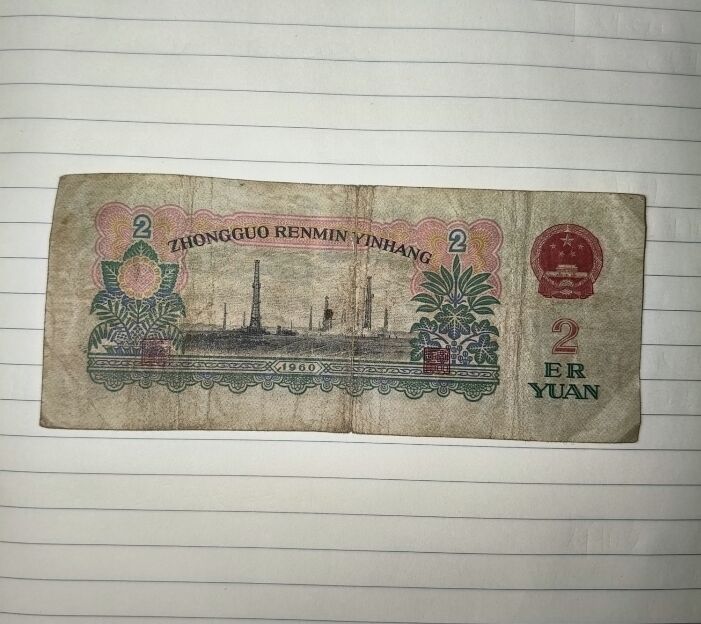 2 2
ZHONGGUO RENMIN YINHANG
1960
2
ER
YUAN